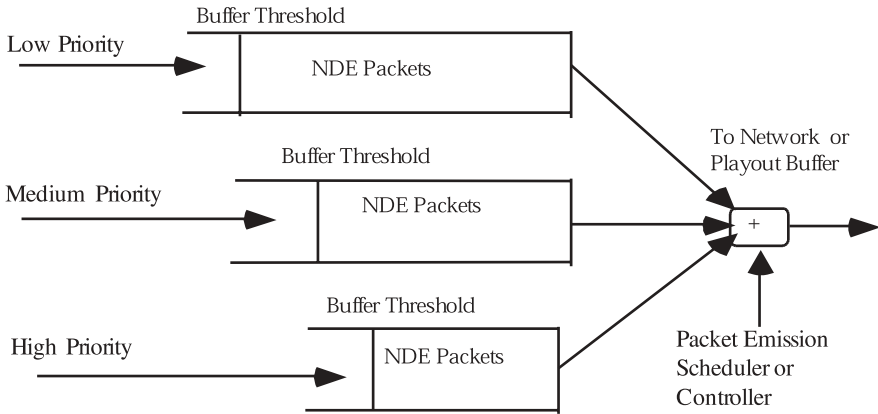 Buffer Threshold
Low Priority
NDE Packets
To Network or
Playout Buffer
Buffer Threshold
Medium Priority
NDE Packets
+
Buffer Threshold
High Priority
NDE Packets
Packet Emission
Scheduler or
Controller